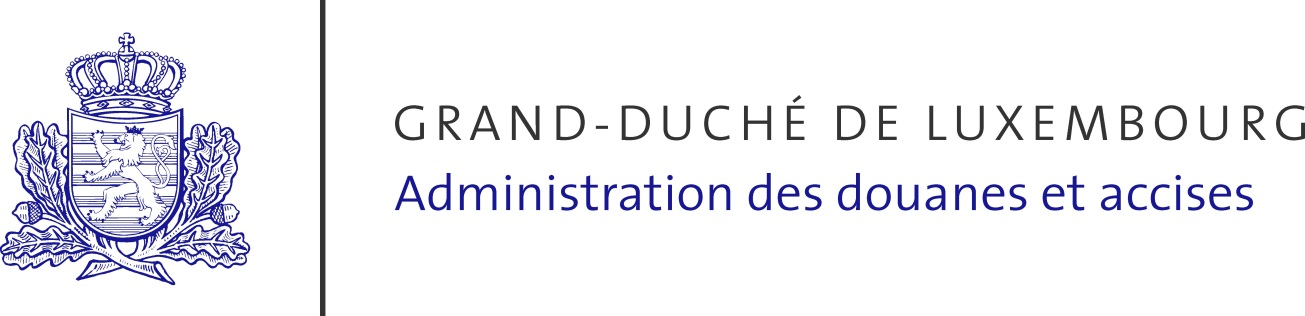 GRAND-DUCHÉ DE LUXEMBOURG
Administration des douanes et accises